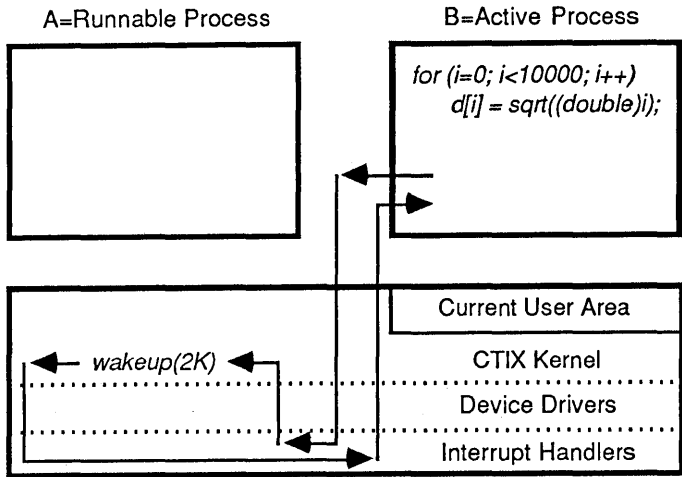 A=Runnable Process
B=Active Process
for (i=0; i<10000; i++)
d[i] = sqrt((double)i);
Current User Area
wakeup(2K)
CTIX Kernel
Device Drivers
Interrupt Handlers